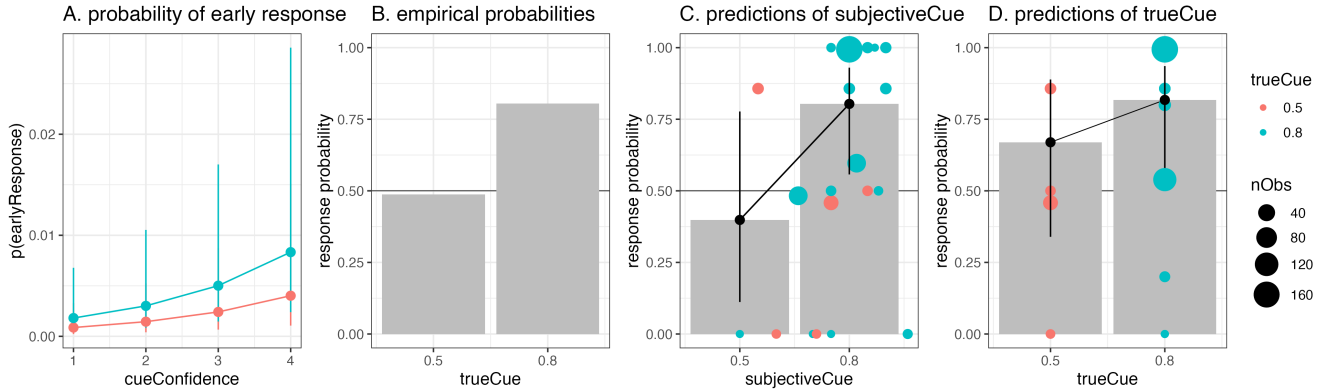 A. probability of early response
p(earlyResponse)
0.02
0.01
0.00
1
2
3
4
cueConfidence
B. empirical probabilities
response probability
1.00
0.75
0.50
0.25
0.00
0.5
0.8
trueCue
C. predictions of subjectiveCue
response probability
1.00
0.75
0.50
0.25
0.00
0.5
0.8
subjectiveCue
D. predictions of trueCue
response probability
1.00
0.75
0.50
0.25
0.00
0.5
0.8
trueCue
trueCue
0.5
0.8
nObs
40
80
120
160